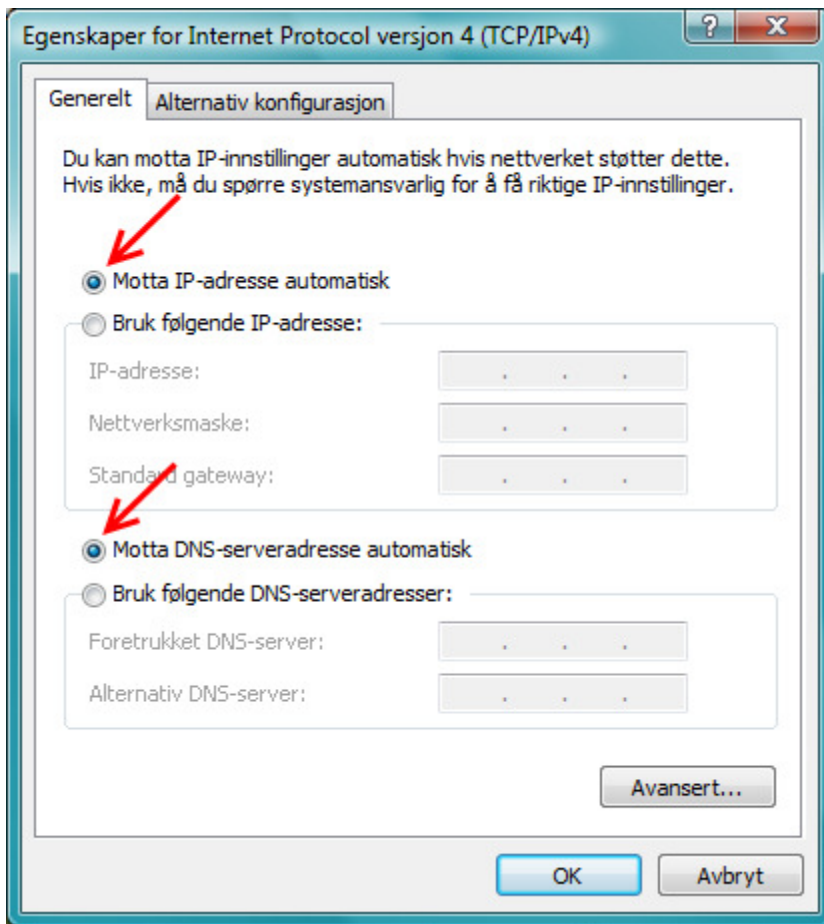 Egenskaper for Internet Protocol versjon 4 (TCP/IPv4)
?
X
Generelt
Alternativ konfigurasjon
Du kan motta IP-innstillinger automatisk hvis nettverket støtter dette.
Hvis ikke, må du spørre systemansvarlig for å få riktige IP-innstillinger.
Motta IP-adresse automatisk
Bruk følgende IP-adresse:
IP-adresse:
Nettverksmaske:
Standard gateway:
Motta DNS-serveradresse automatisk
Bruk følgende DNS-serveradresser:
Foretrukket DNS-server:
Alternativ DNS-server:
Avansert...
OK
Avbryt